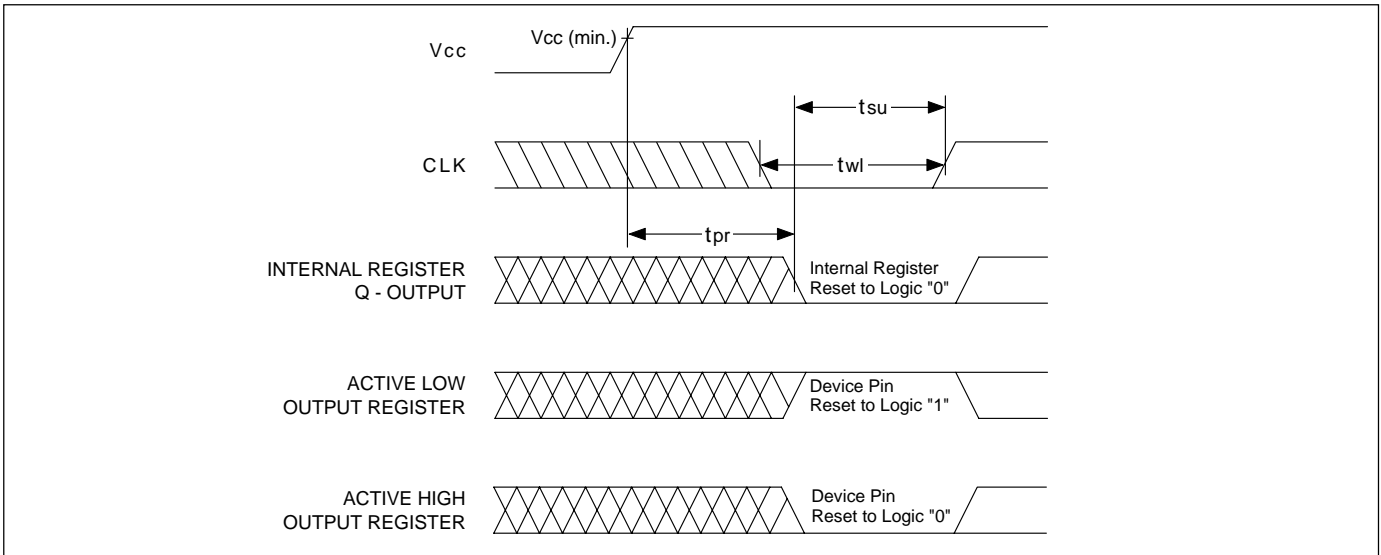 Vcc
Vcc (min.)
tsu
CLK
twl
tpr
INTERNAL REGISTER
Q - OUTPUT
Internal Register
Reset to Logic "0"
ACTIVE LOW
OUTPUT REGISTER
Device Pin
Reset to Logic "1"
ACTIVE HIGH
OUTPUT REGISTER
Device Pin
Reset to Logic "0"